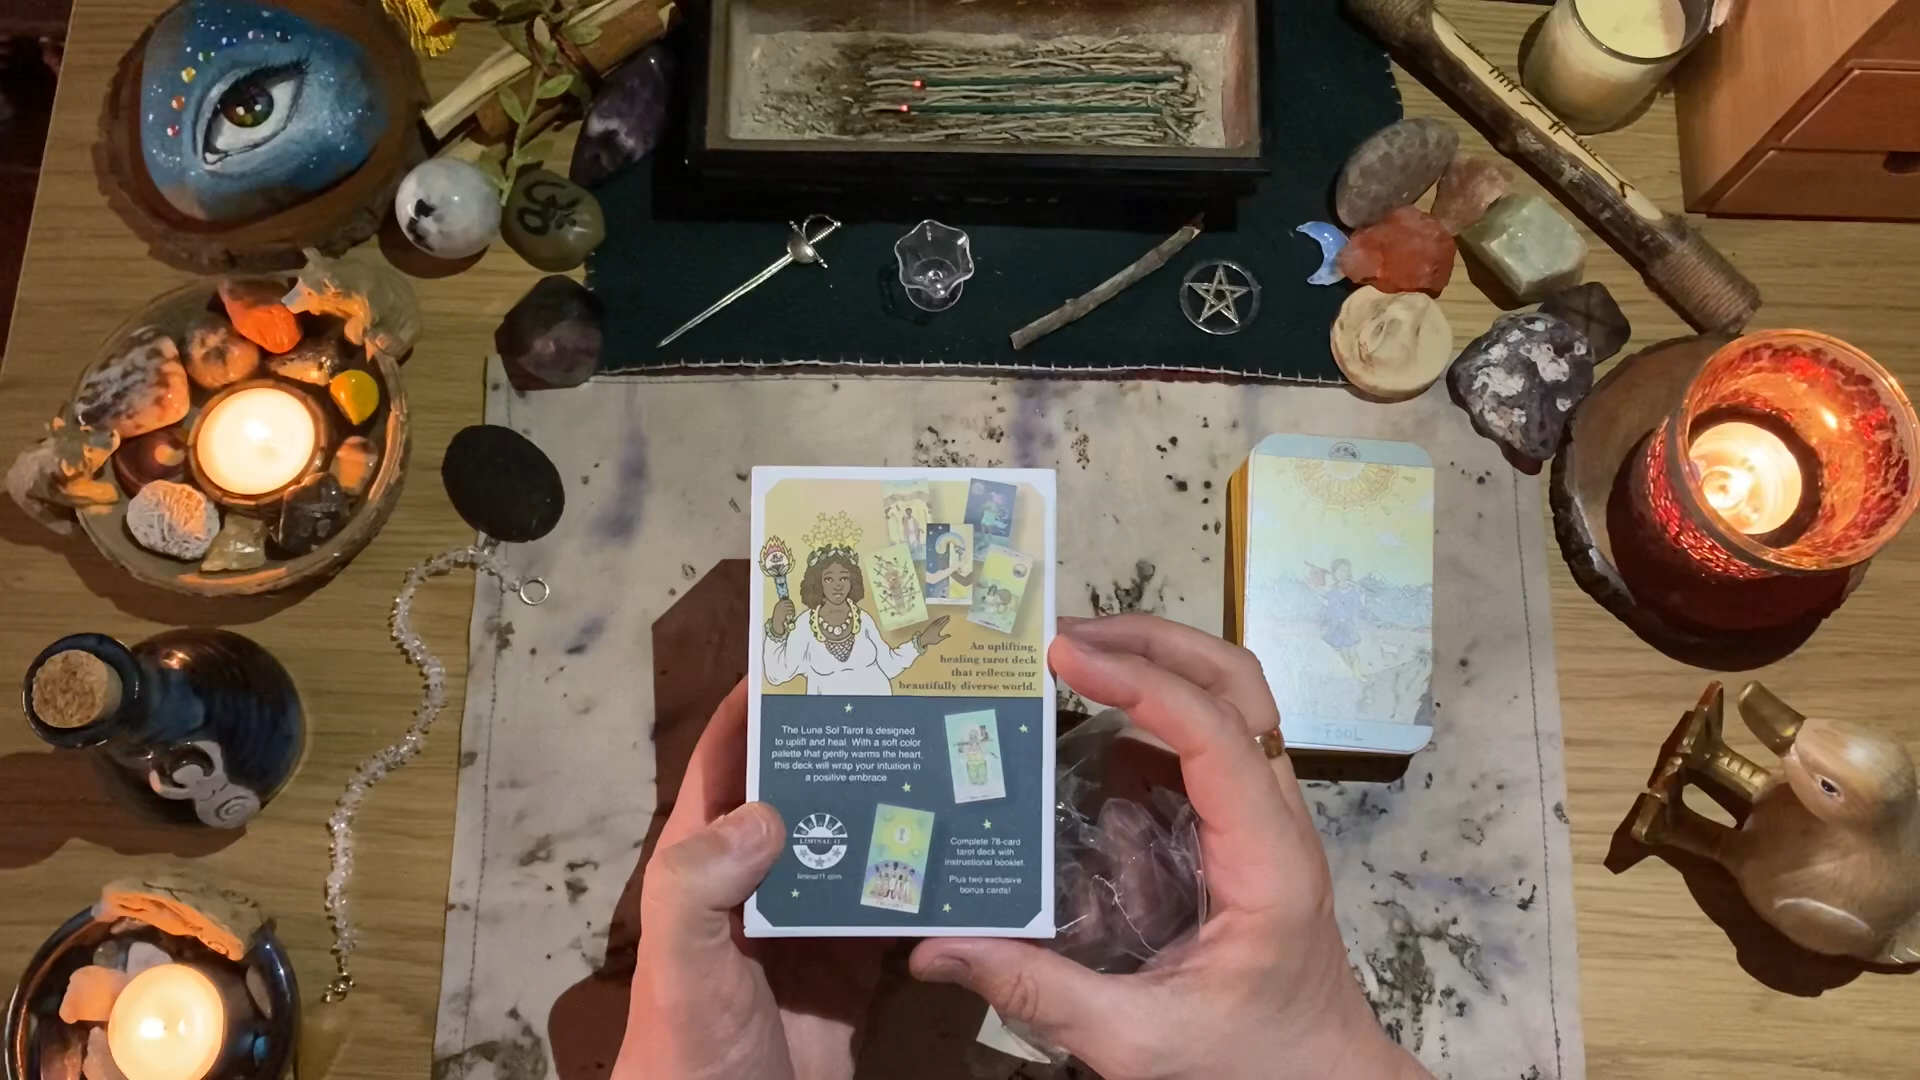 An uplifting,
healing tarot deck
that reflects our
beautifully diverse world.
The Luna Sol Tarot is designed
to uplift and heal. With a soft color
palette that gently warms the heart,
this deck will wrap your intuition in
a positive embrace.
LIMINAL 11
liminal11.com
Complete 78-card
tarot deck with
instructional booklet.
Plus two exclusive
bonus cards!
FOOL